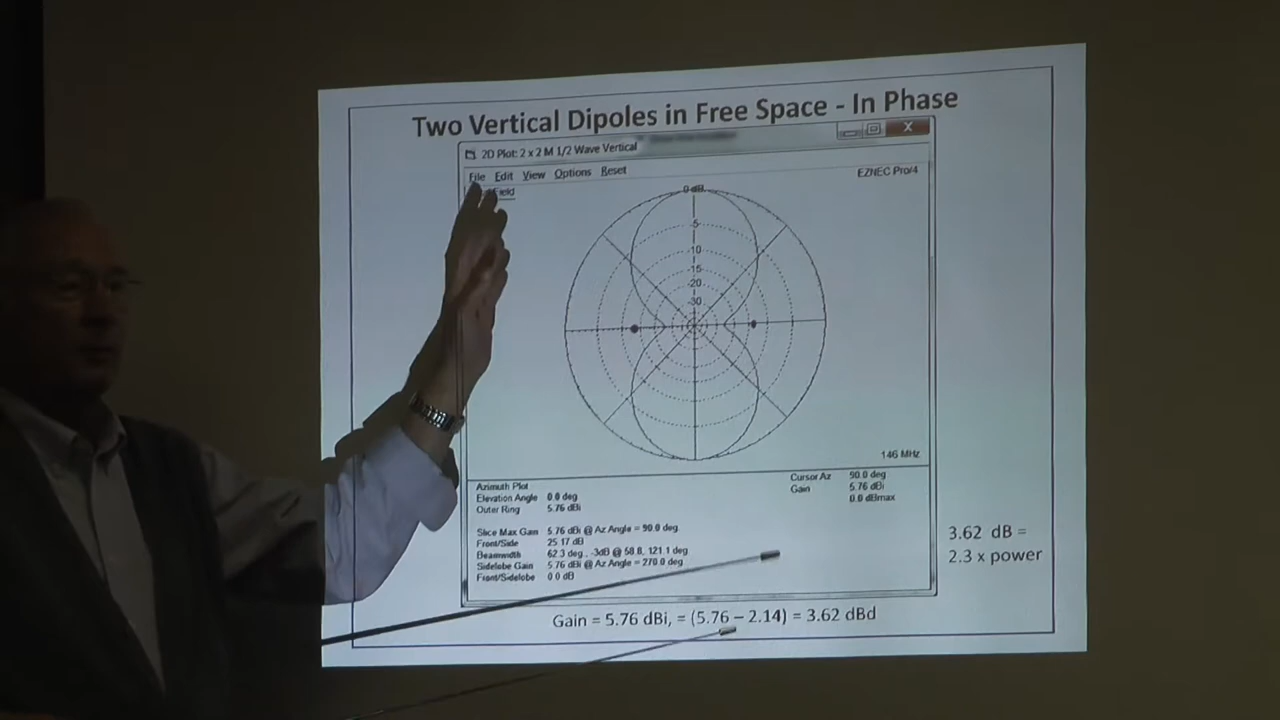 Two Vertical Dipoles in Free Space - In Phase
2D Plot: 2 x 2 M 1/2 Wave Vertical
X
File Edit View Options Reset
Field
EZNEC Pro/4
0 dB
-5
-10
-15
-20
-30
146 MHz
Azimuth Plot
Elevation Angle 0.0 deg
Outer Ring 5.76 dBi
Cursor Az 90.0 deg
Gain 5.76 dBi
0.0 dBmax
Slice Max Gain 5.76 dBi @ Az Angle = 90.0 deg.
Front/Side 25.17 dB
Beamwidth 62.3 deg., -3dB @ 58.8, 121.1 deg
Sidelobe Gain 5.76 dBi @ Az Angle = 270.0 deg.
Front/Sidelobe 0.0 dB
3.62 dB =
2.3 x power
Gain = 5.76 dBi, = (5.76 – 2.14) = 3.62 dBd